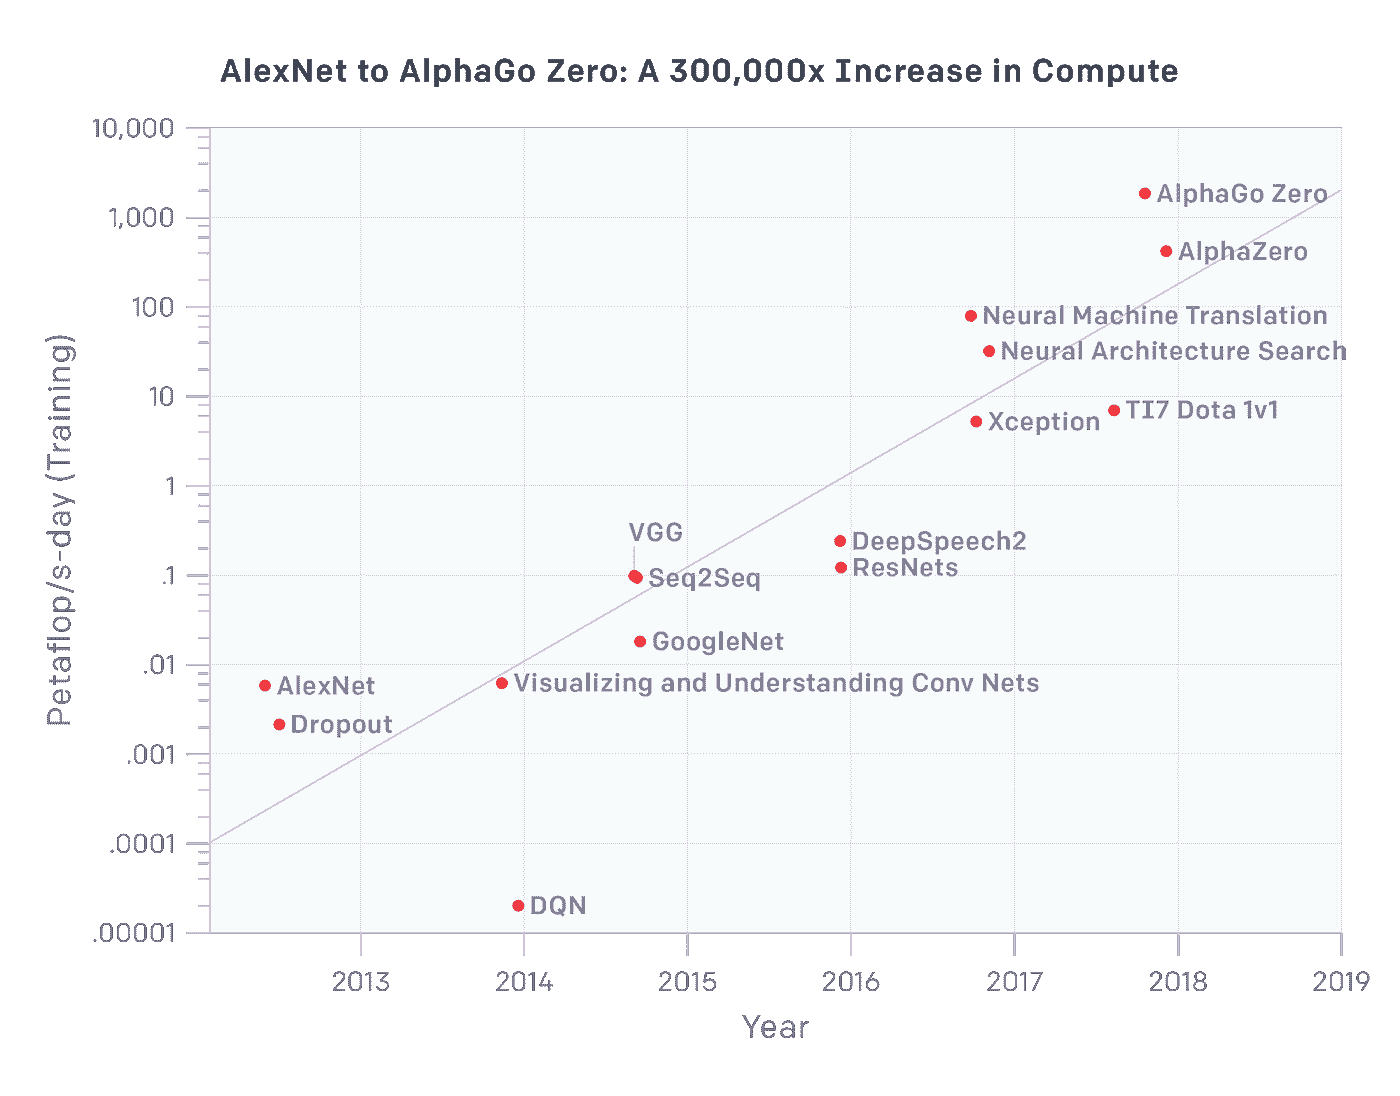 AlexNet to AlphaGo Zero: A 300,000x Increase in Compute
10,000
1,000
100
10
1
.1
.01
.001
.0001
.00001
Petaflop/s-day (Training)
AlphaGo Zero
AlphaZero
Neural Machine Translation
Neural Architecture Search
TI7 Dota 1v1
Xception
VGG
DeepSpeech2
ResNets
Seq2Seq
GoogleNet
AlexNet
Visualizing and Understanding Conv Nets
Dropout
DQN
2013
2014
2015
2016
2017
2018
2019
Year